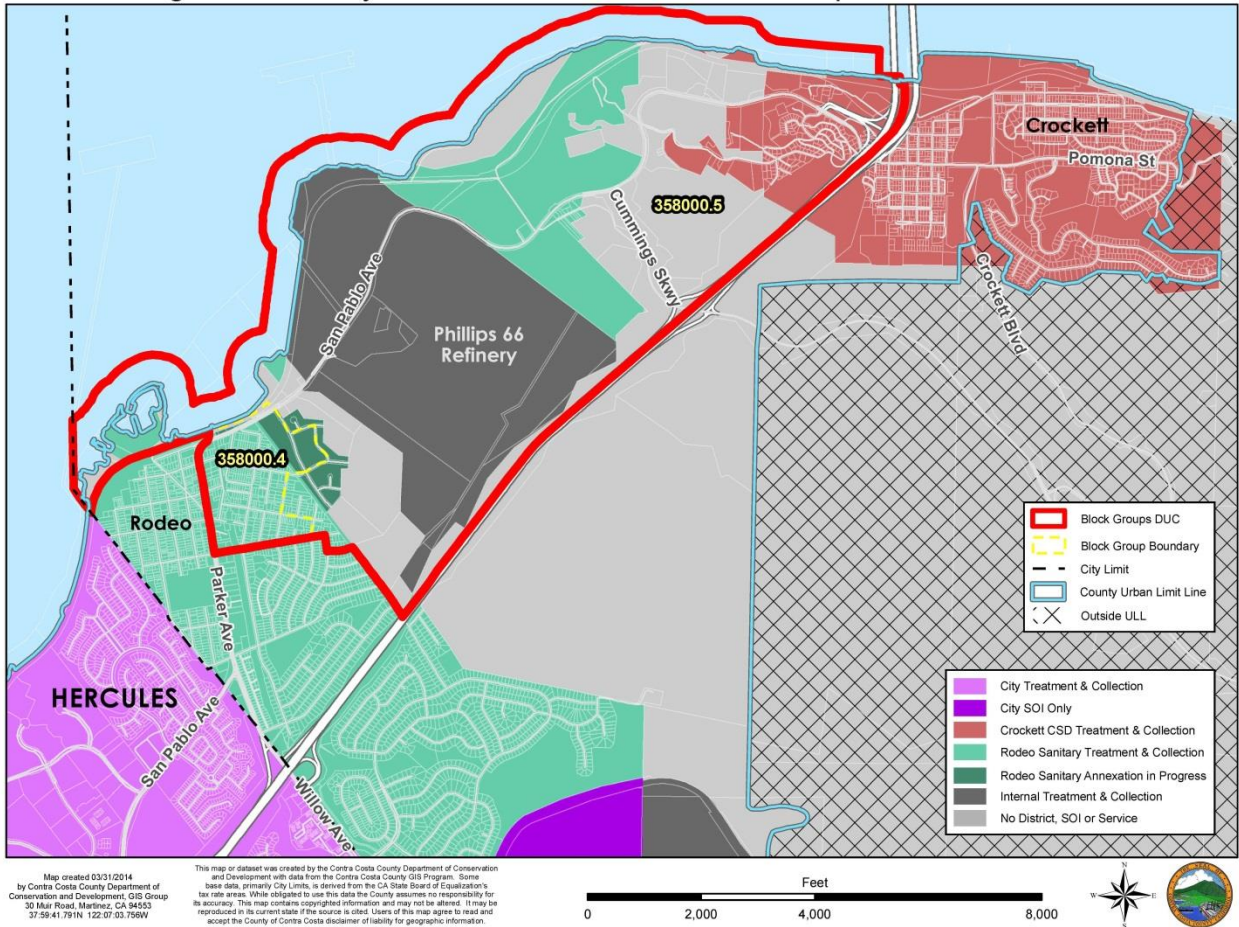 Crockett
Pomona St
358000.5
Cummings Skwy
Crockett Blvd
San Pablo Ave
Phillips 66
Refinery
358000.4
Rodeo
Parker Ave
HERCULES
San Pablo Ave
Willow Ave
Block Groups DUC
Block Group Boundary
City Limit
County Urban Limit Line
Outside ULL
City Treatment & Collection
City SOI Only
Crockett CSD Treatment & Collection
Rodeo Sanitary Treatment & Collection
Rodeo Sanitary Annexation in Progress
Internal Treatment & Collection
No District, SOI or Service
Map created 03/31/2014
by Contra Costa County Department of
Conservation and Development, GIS Group
30 Muir Road, Martinez, CA 94553
37:59:41.791N 122:07:03.756W
This map or dataset was created by the Contra Costa County Department of Conservation
and Development with data from the Contra Costa County GIS Program. Some
base data, primarily City Limits, is derived from the CA State Board of Equalization's
tax rate areas. While obligated to use this data the County assumes no responsibility for
its accuracy. This map contains copyrighted information and may not be altered. It may be
reproduced in its current state if the source is cited. Users of this map agree to read and
accept the County of Contra Costa disclaimer of liability for geographic information.
Feet
0 2,000 4,000 8,000
N
W E
S